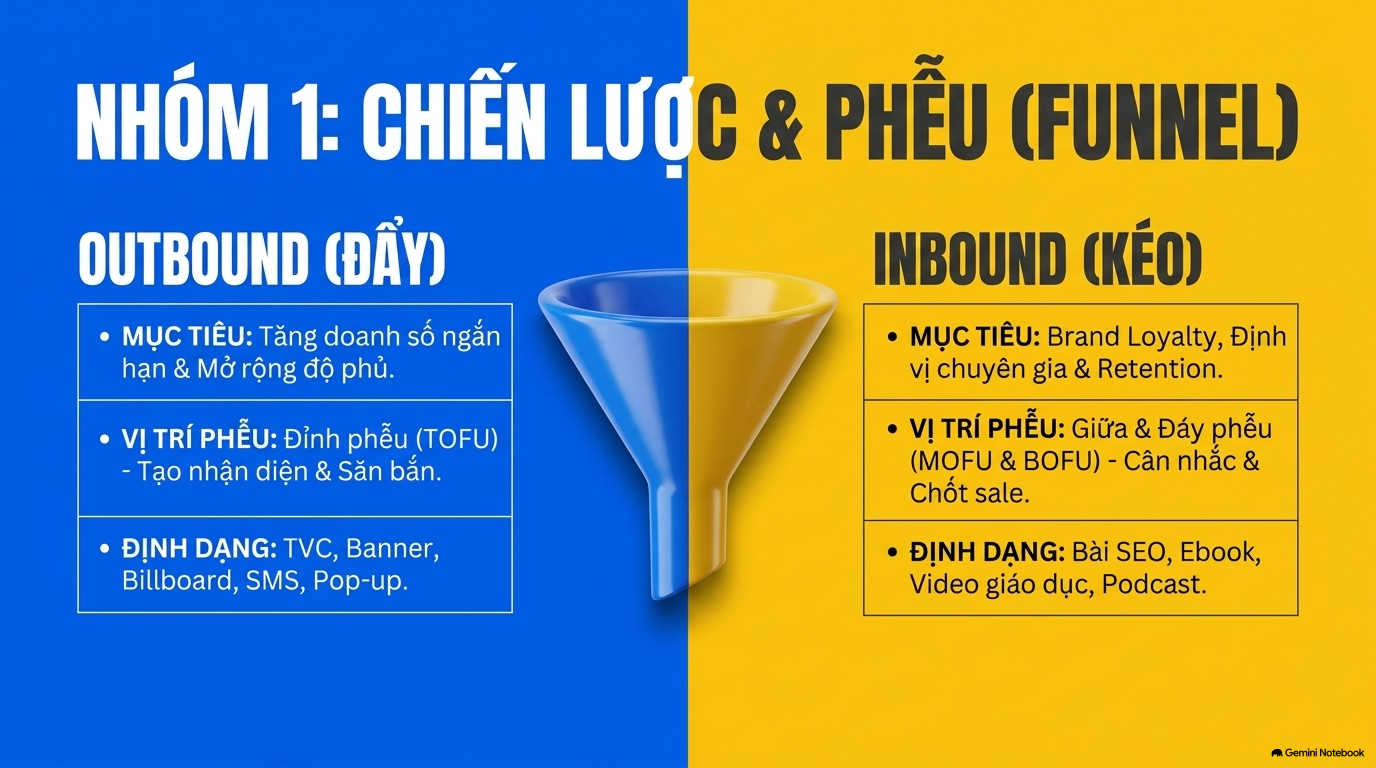 NHÓM 1: CHIẾN LƯỢC & PHỄU (FUNNEL)
OUTBOUND (ĐẨY)
• MỤC TIÊU: Tăng doanh số ngắn
hạn & Mở rộng độ phủ.
• VỊ TRÍ PHỄU: Đỉnh phễu (TOFU)
- Tạo nhận diện & Săn bắn.
• ĐỊNH DẠNG: TVC, Banner,
Billboard, SMS, Pop-up.
INBOUND (KÉO)
• MỤC TIÊU: Brand Loyalty, Định
vị chuyên gia & Retention.
• VỊ TRÍ PHỄU: Giữa & Đáy phễu
(MOFU & BOFU) - Cân nhắc &
Chốt sale.
• ĐỊNH DẠNG: Bài SEO, Ebook,
Video giáo dục, Podcast.
Gemini Notebook